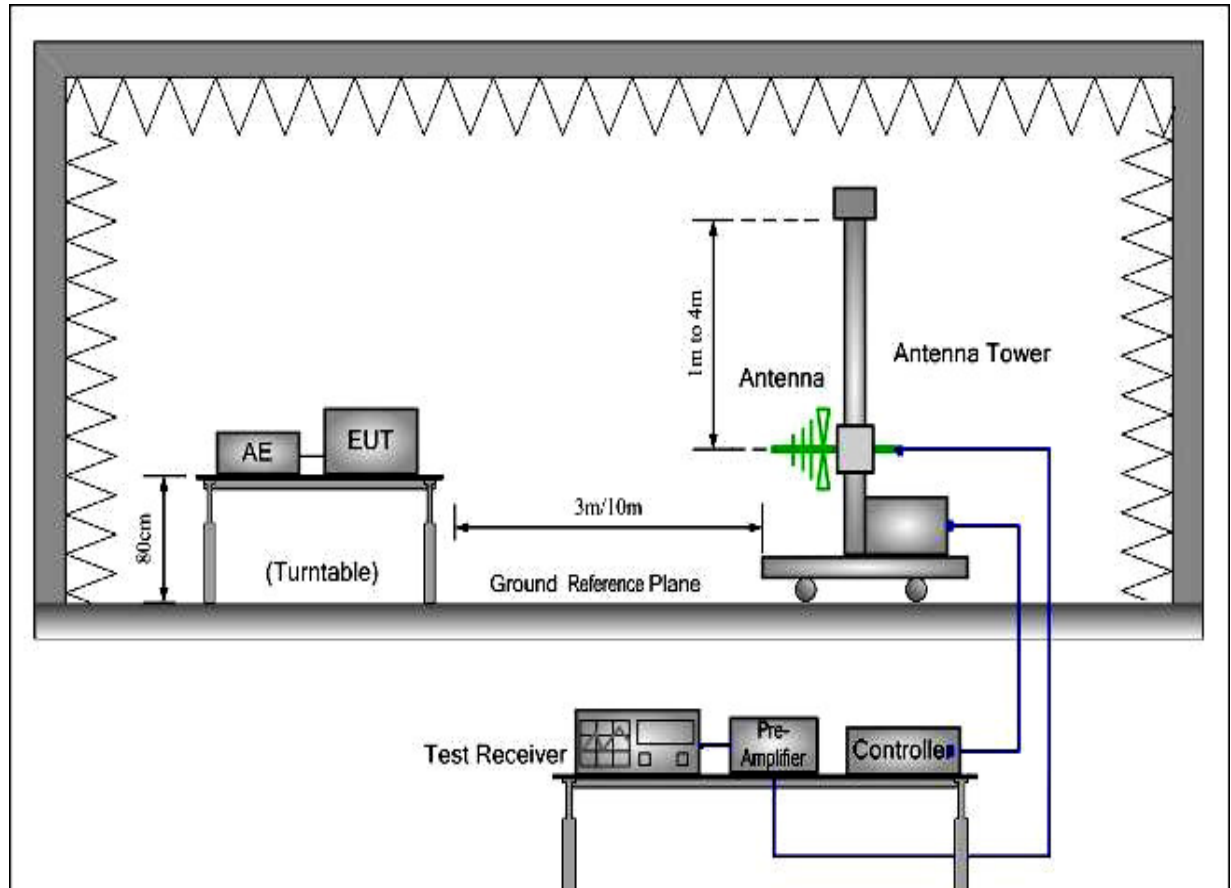 1m to 4m
Antenna Tower
Antenna
AE
EUT
80cm
3m/10m
(Turntable)
Ground Reference Plane
Test Receiver
Pre-
Amplifier
Controller